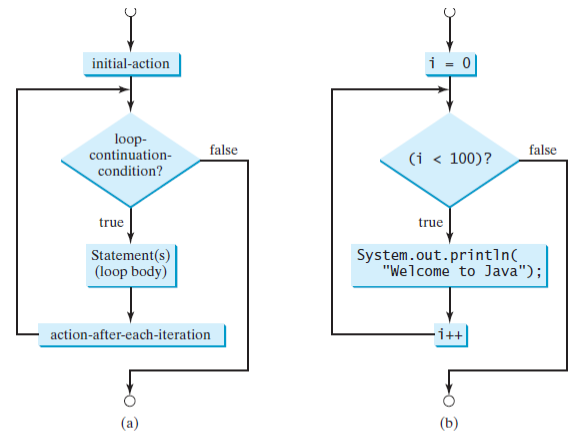 initial-action
loop-
continuation-
condition?
false
true
Statement(s)
(loop body)
action-after-each-iteration
(a)
i = 0
(i < 100)?
false
true
System.out.println(
"Welcome to Java");
i++
(b)